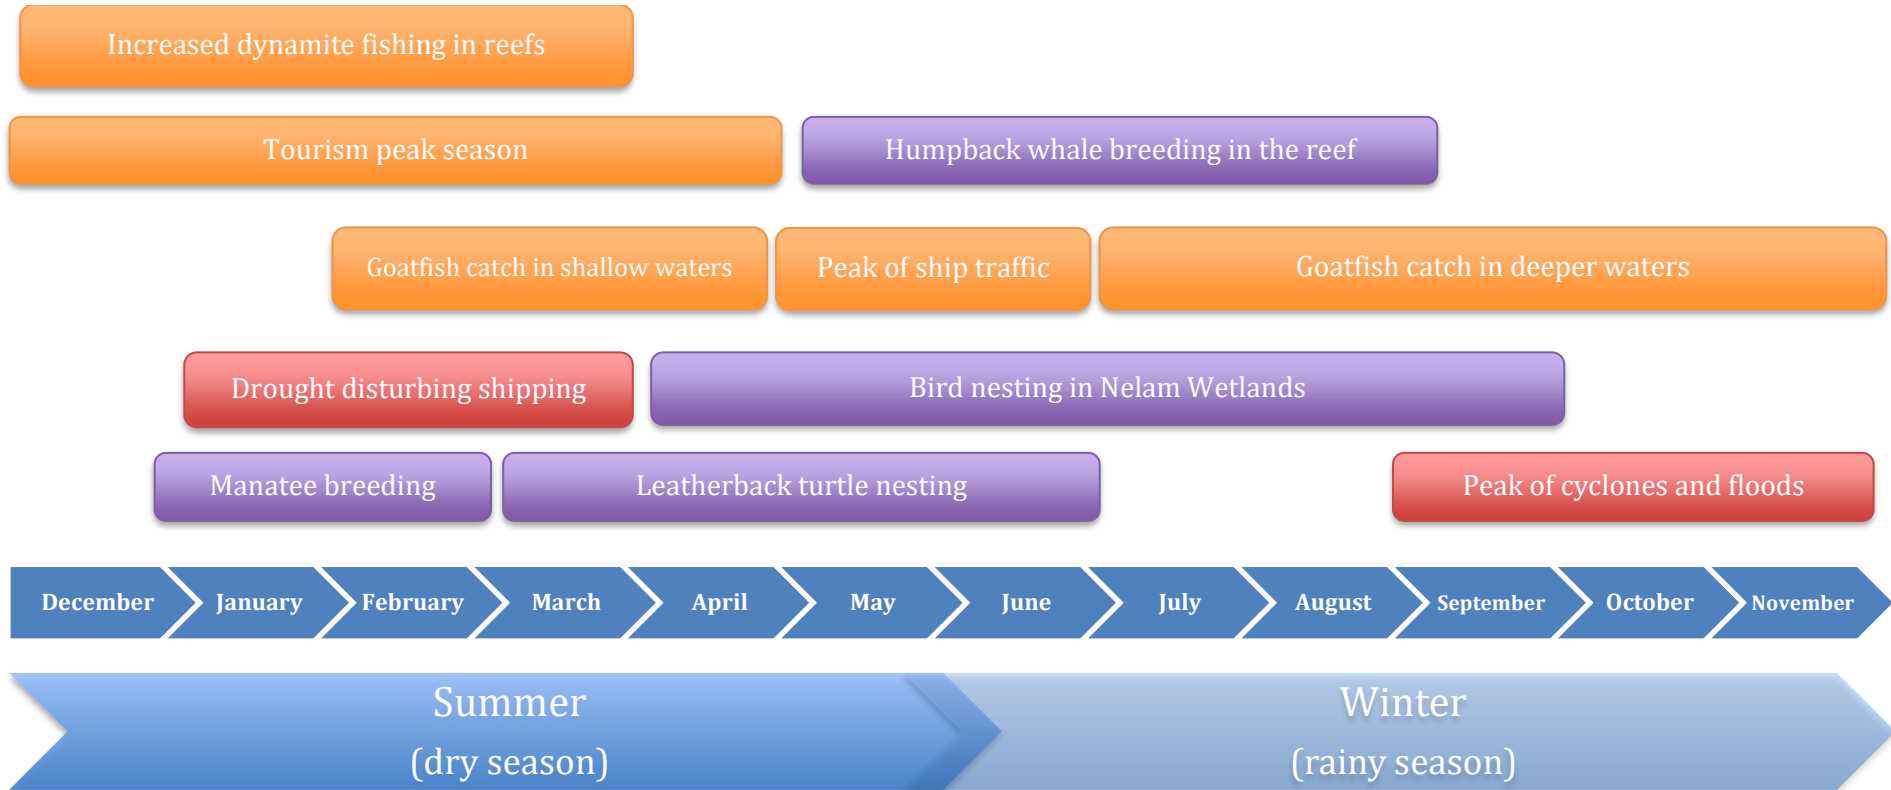 Increased dynamite fishing in reefs
Tourism peak season
Humpback whale breeding in the reef
Goatfish catch in shallow waters
Peak of ship traffic
Goatfish catch in deeper waters
Drought disturbing shipping
Bird nesting in Nelam Wetlands
Manatee breeding
Leatherback turtle nesting
Peak of cyclones and floods
December
January
February
March
April
May
June
July
August
September
October
November
Summer
(dry season)
Winter
(rainy season)